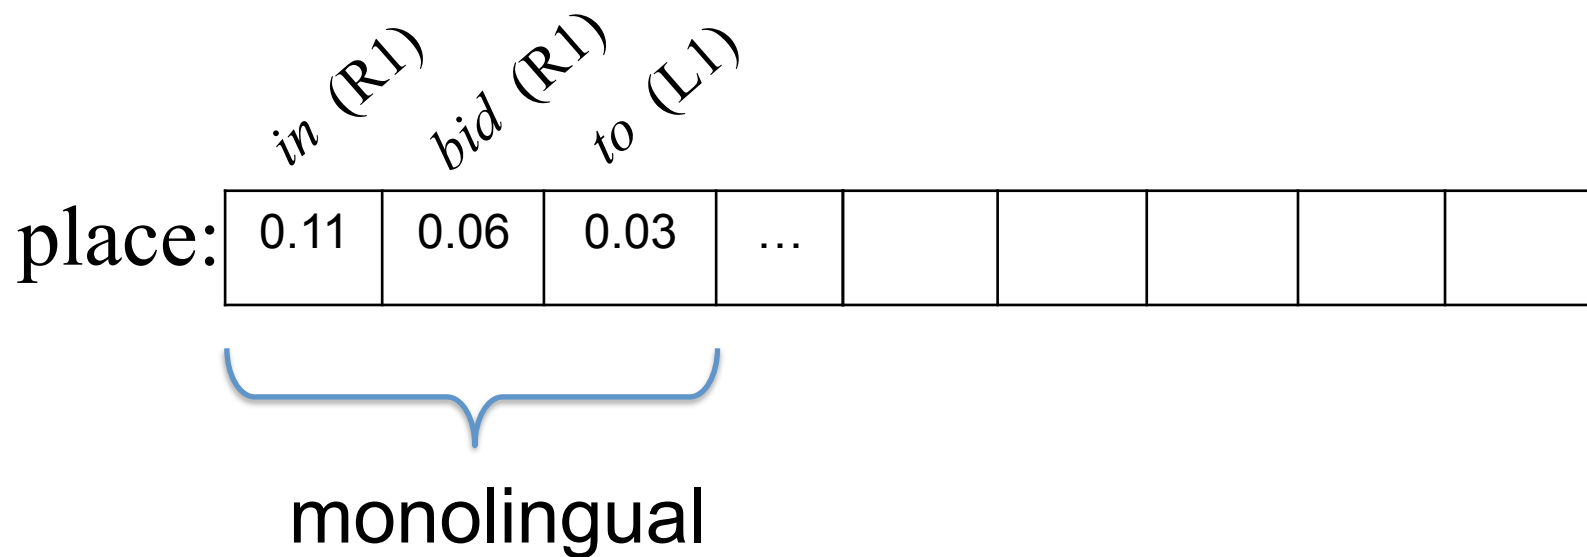 in (R1) bid (R1) to (L1)
place: 0.11 0.06 0.03 …
monolingual